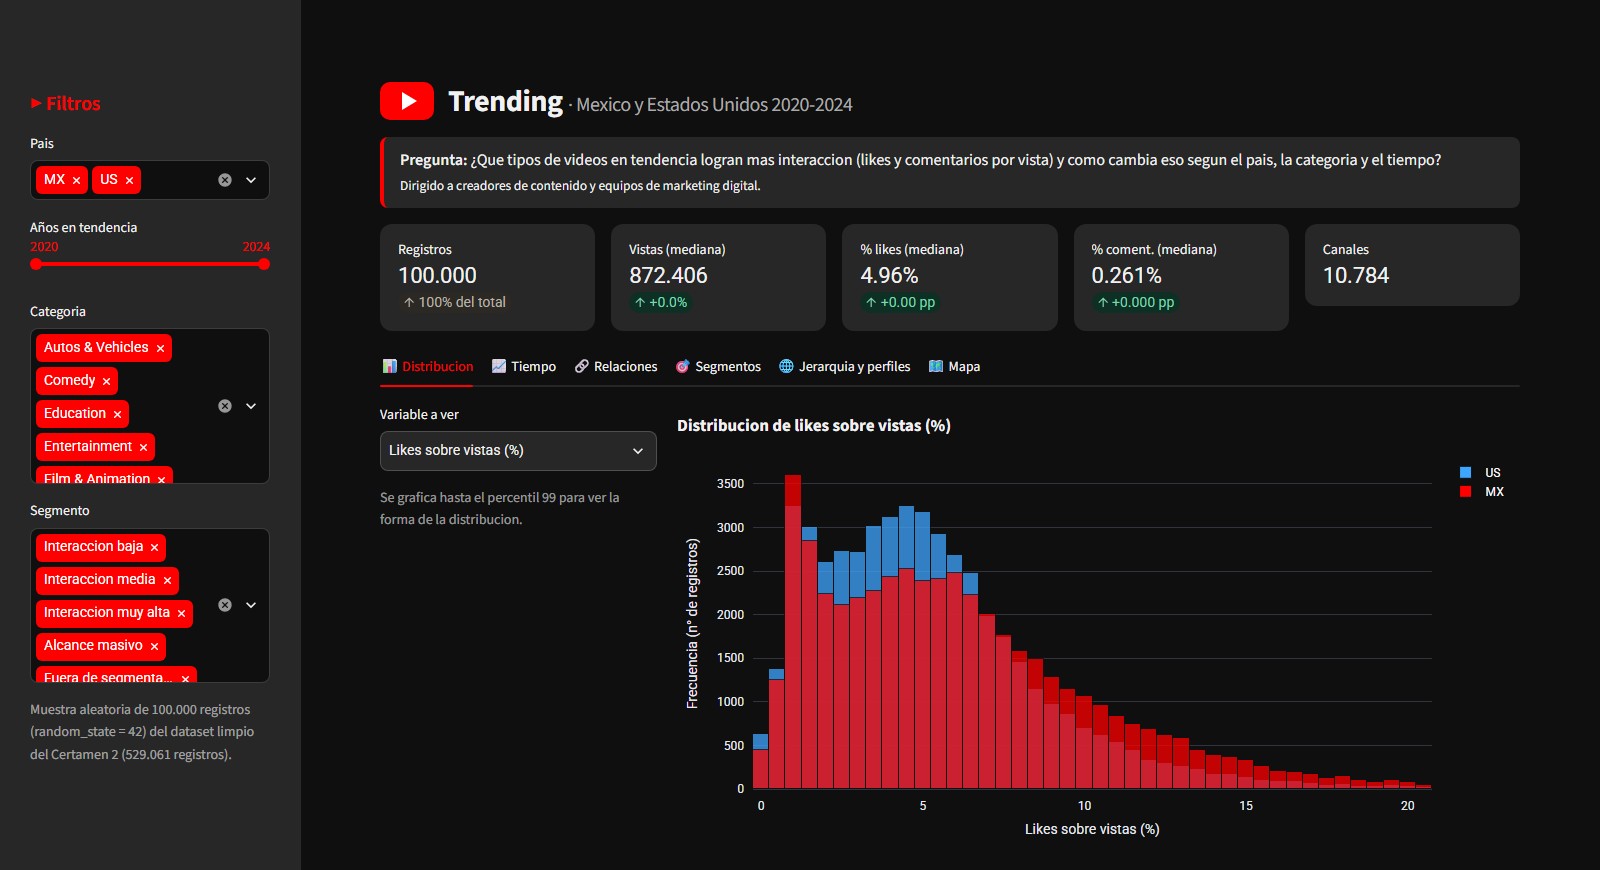 Filtros
Pais
MX × US ×
Años en tendencia
2020 2024
Categoria
Autos & Vehicles ×
Comedy ×
Education ×
Entertainment ×
Film & Animation ×
Segmento
Interaccion baja ×
Interaccion media ×
Interaccion muy alta ×
Alcance masivo ×
Fuera de segmenta... ×
Muestra aleatoria de 100.000 registros
(random_state = 42) del dataset limpio
del Certamen 2 (529.061 registros).
Trending · Mexico y Estados Unidos 2020-2024
Pregunta: ¿Que tipos de videos en tendencia logran mas interaccion (likes y comentarios por vista) y como cambia eso segun el pais, la categoria y el tiempo?
Dirigido a creadores de contenido y equipos de marketing digital.
Registros
100.000
↑ 100% del total
Vistas (mediana)
872.406
↑ +0.0%
% likes (mediana)
4.96%
↑ +0.00 pp
% coment. (mediana)
0.261%
↑ +0.000 pp
Canales
10.784
Distribucion Tiempo Relaciones Segmentos Jerarquia y perfiles Mapa
Variable a ver
Likes sobre vistas (%)
Se grafica hasta el percentil 99 para ver la
forma de la distribucion.
Distribucion de likes sobre vistas (%)
US
MX
Frecuencia (n° de registros)
3500
3000
2500
2000
1500
1000
500
0
0 5 10 15 20
Likes sobre vistas (%)